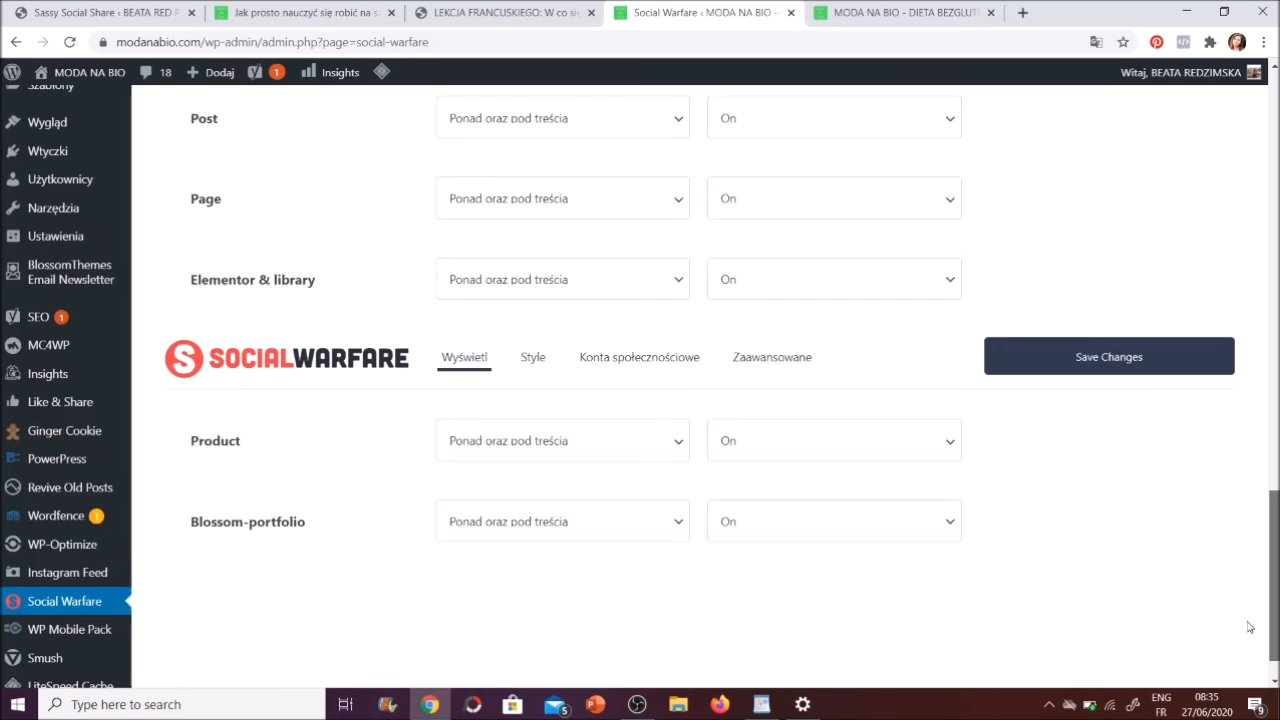 Sassy Social Share ‹ BEATA RED P
Jak prosto nauczyć się robić na s
LEKCJA FRANCUSKIEGO: W co si
Social Warfare ‹ MODA NA BIO –
MODA NA BIO - DIETA BEZGLUT
modanabio.com/wp-admin/admin.php?page=social-warfare
MODA NA BIO
18
Dodaj
1
Insights
Witaj, BEATA REDZIMSKA
Szablony
Wygląd
Wtyczki
Użytkownicy
Narzędzia
Ustawienia
BlossomThemes
Email Newsletter
SEO 1
MC4WP
Insights
Like & Share
Ginger Cookie
PowerPress
Revive Old Posts
Wordfence 1
WP-Optimize
Instagram Feed
Social Warfare
WP Mobile Pack
Smush
LiteSpeed Cache
Post
Ponad oraz pod treścia
On
Page
Ponad oraz pod treścia
On
Elementor & library
Ponad oraz pod treścia
On
SOCIALWARFARE
Wyświetl
Style
Konta społecznościowe
Zaawansowane
Save Changes
Product
Ponad oraz pod treścia
On
Blossom-portfolio
Ponad oraz pod treścia
On
Type here to search
5
ENG
FR
08:35
27/06/2020
9